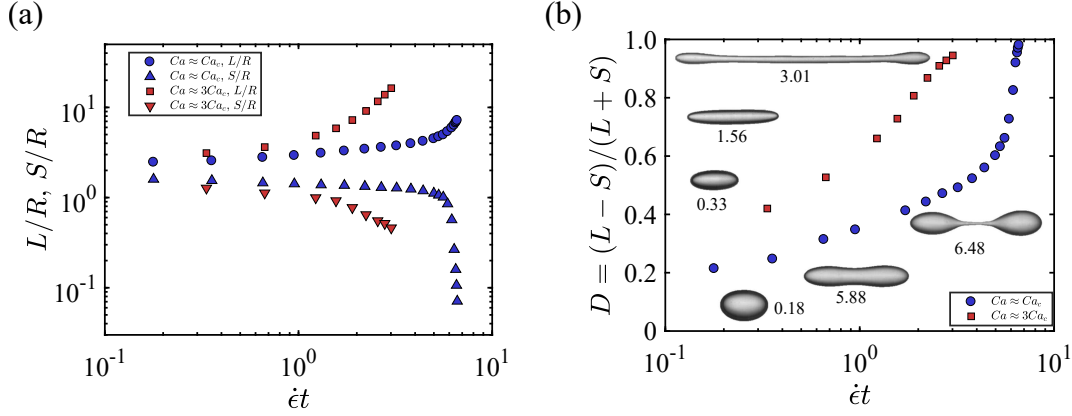 (a)
(b)
Ca ≈ Ca_c, L/R
Ca ≈ Ca_c, S/R
Ca ≈ 3Ca_c, L/R
Ca ≈ 3Ca_c, S/R
10^1
10^0
10^-1
L/R, S/R
10^-1
10^0
10^1
ϵ̇t
1.0
0.8
0.6
0.4
0.2
0
D = (L − S)/(L + S)
3.01
1.56
0.33
6.48
5.88
0.18
Ca ≈ Ca_c
Ca ≈ 3Ca_c
10^-1
10^0
10^1
ϵ̇t